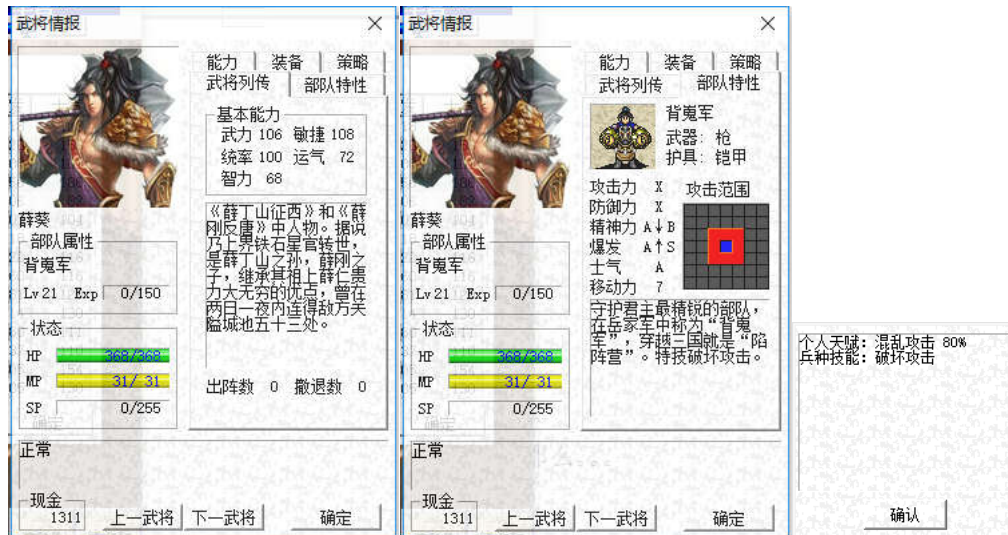 武将情报
能力 装备 策略
武将列传 部队特性
基本能力
武力 106 敏捷 108
统率 100 运气 72
智力 68
薛葵
部队属性
背嵬军
Lv 21 Exp 0/150
状态
HP 368/368
MP 31/ 31
SP 0/255
《薛丁山征西》和《薛
刚反唐》中人物。据说
乃上界铁石星官转世，
是薛丁山之孙，薛刚之
子，继承其祖上薛仁贵
力大无穷的优点，曾在
两日一夜内连得敌方关
隘城池五十三处。
出阵数 0 撤退数 0
正常
现金
1311 上一武将 下一武将 确定
武将情报
能力 装备 策略
武将列传 部队特性
背嵬军
武器： 枪
护具： 铠甲
攻击力 X 攻击范围
防御力 X
精神力 A↓B
爆发 A↑S
士气 A
移动力 7
薛葵
部队属性
背嵬军
Lv 21 Exp 0/150
状态
HP 368/368
MP 31/ 31
SP 0/255
守护君主最精锐的部队，
在岳家军中称为“背嵬
军”，穿越三国就是“陷
阵营”。特技破坏攻击。
正常
现金
1311 上一武将 下一武将 确定
个人天赋：混乱攻击 80%
兵种技能：破坏攻击
确认